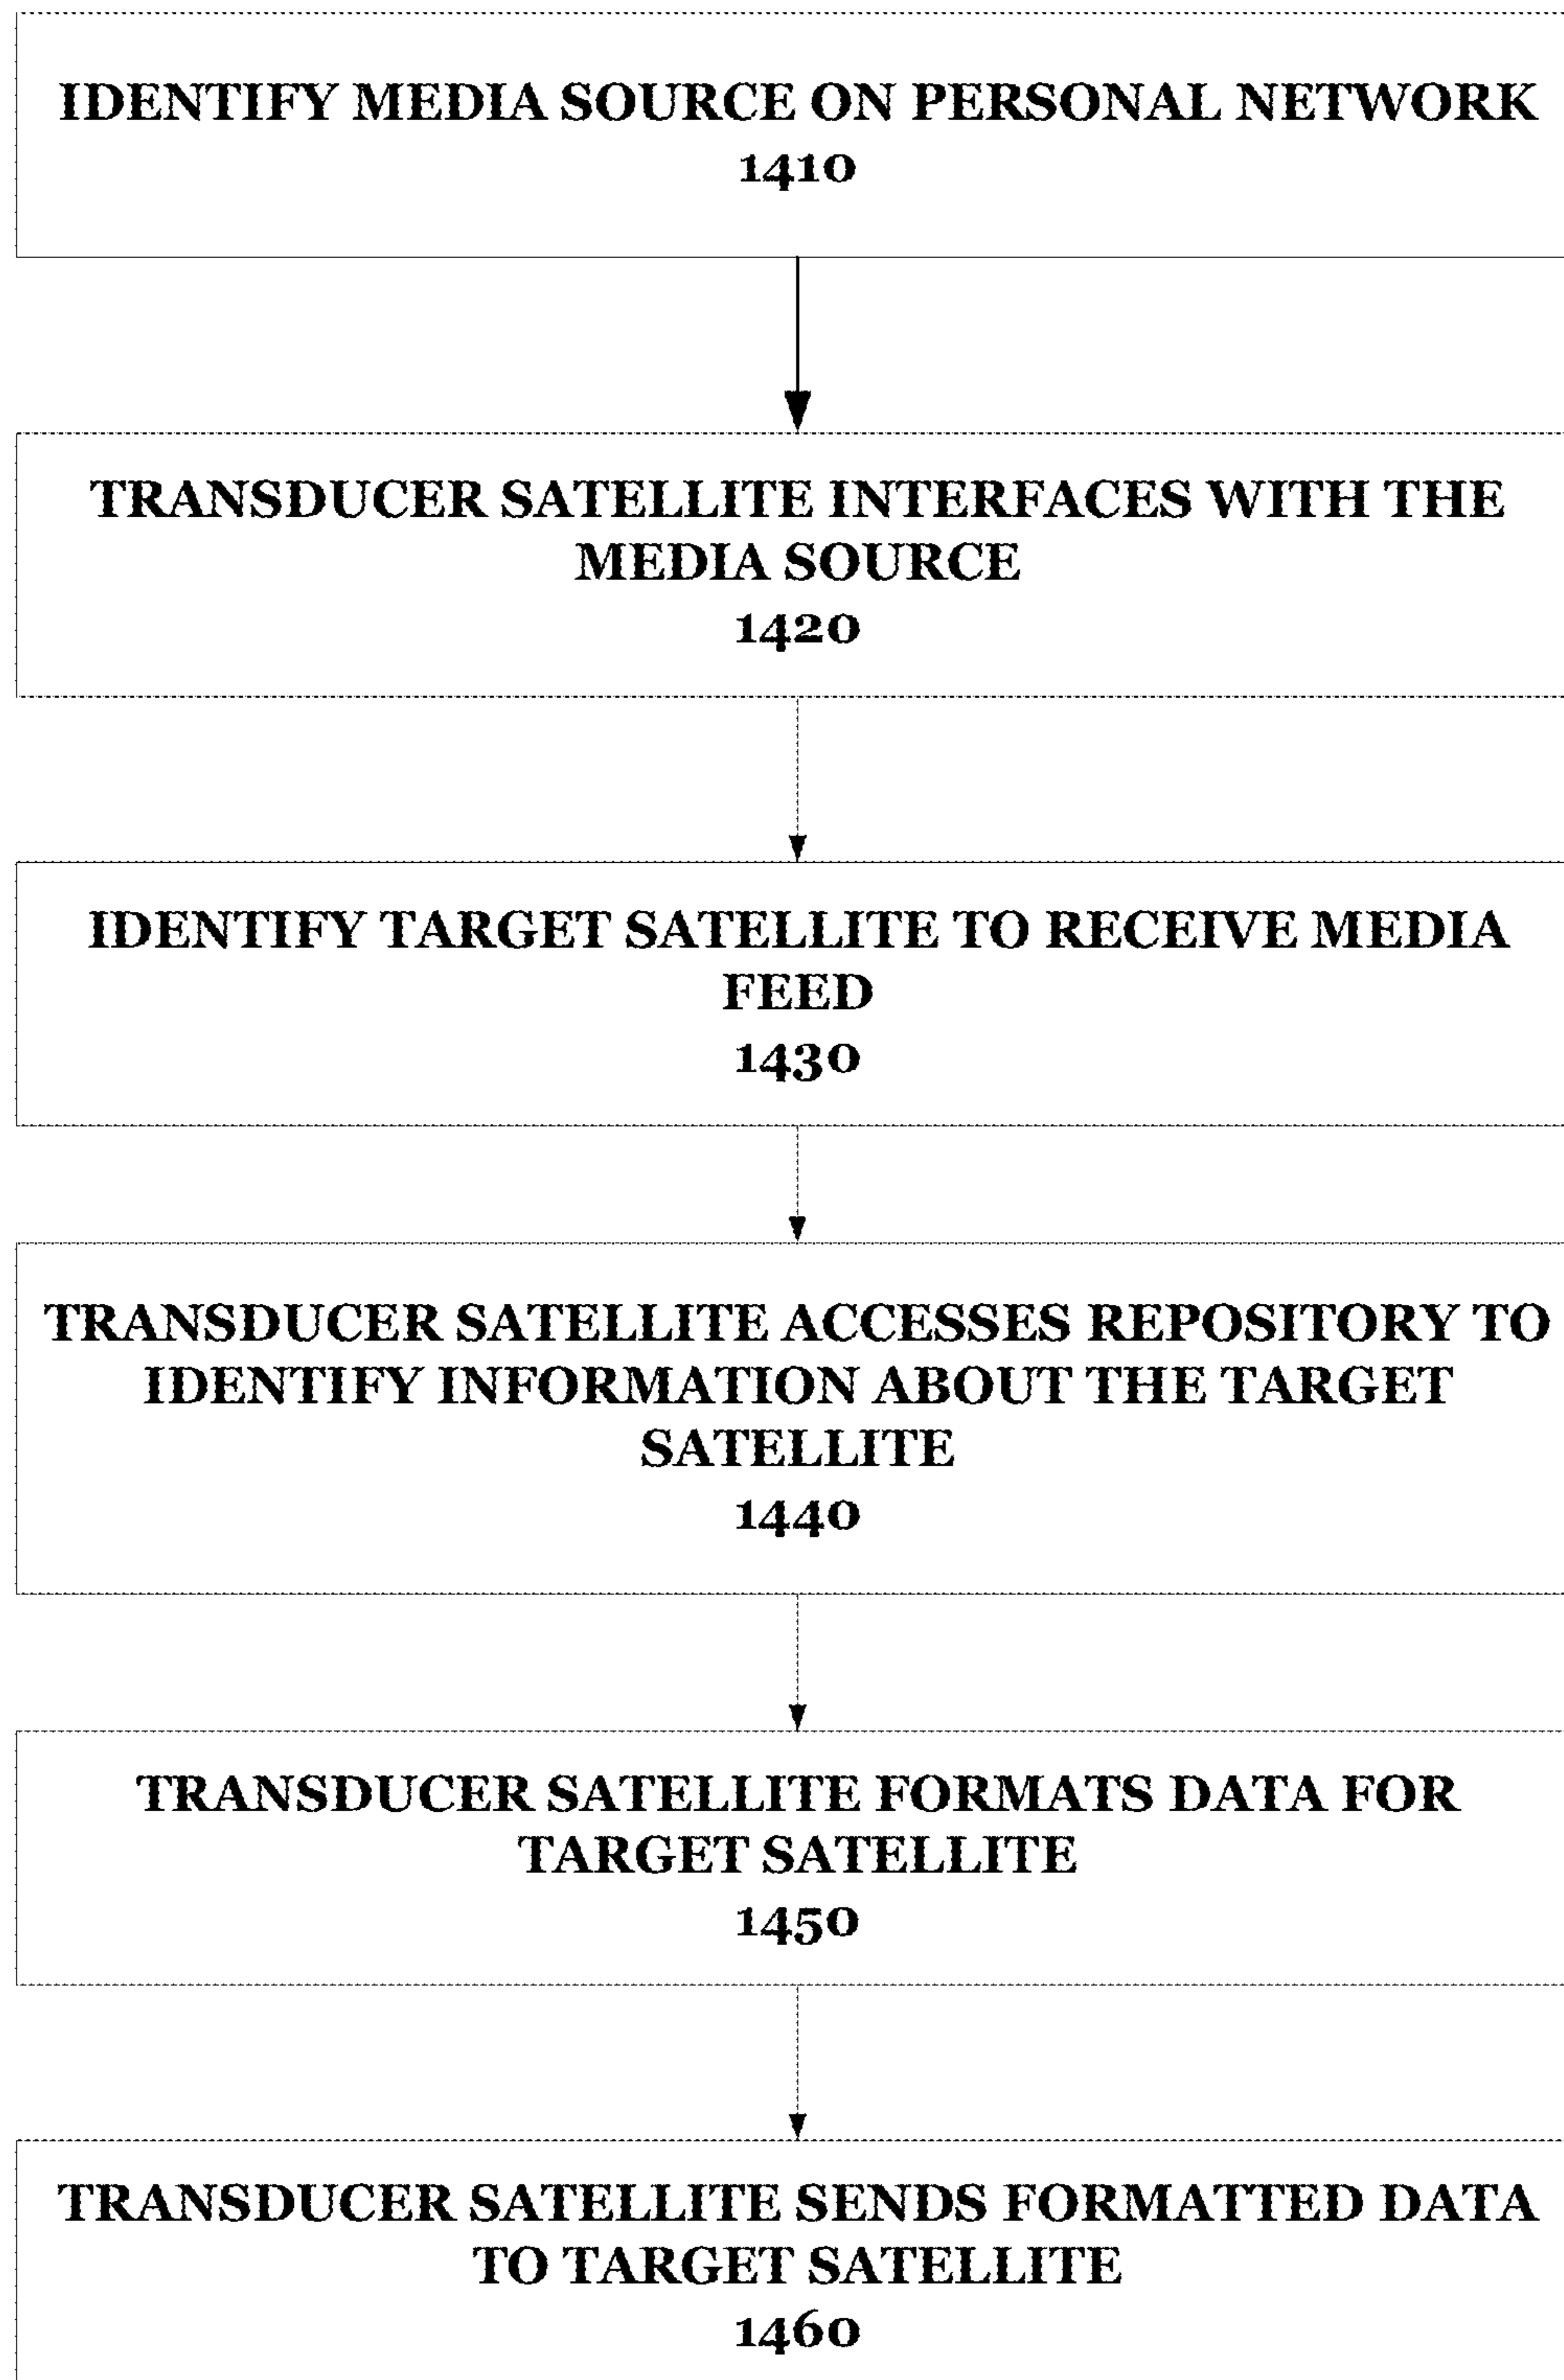 IDENTIFY MEDIA SOURCE ON PERSONAL NETWORK
1410
TRANSDUCER SATELLITE INTERFACES WITH THE
MEDIA SOURCE
1420
IDENTIFY TARGET SATELLITE TO RECEIVE MEDIA
FEED
1430
TRANSDUCER SATELLITE ACCESSES REPOSITORY TO
IDENTIFY INFORMATION ABOUT THE TARGET
SATELLITE
1440
TRANSDUCER SATELLITE FORMATS DATA FOR
TARGET SATELLITE
1450
TRANSDUCER SATELLITE SENDS FORMATTED DATA
TO TARGET SATELLITE
1460